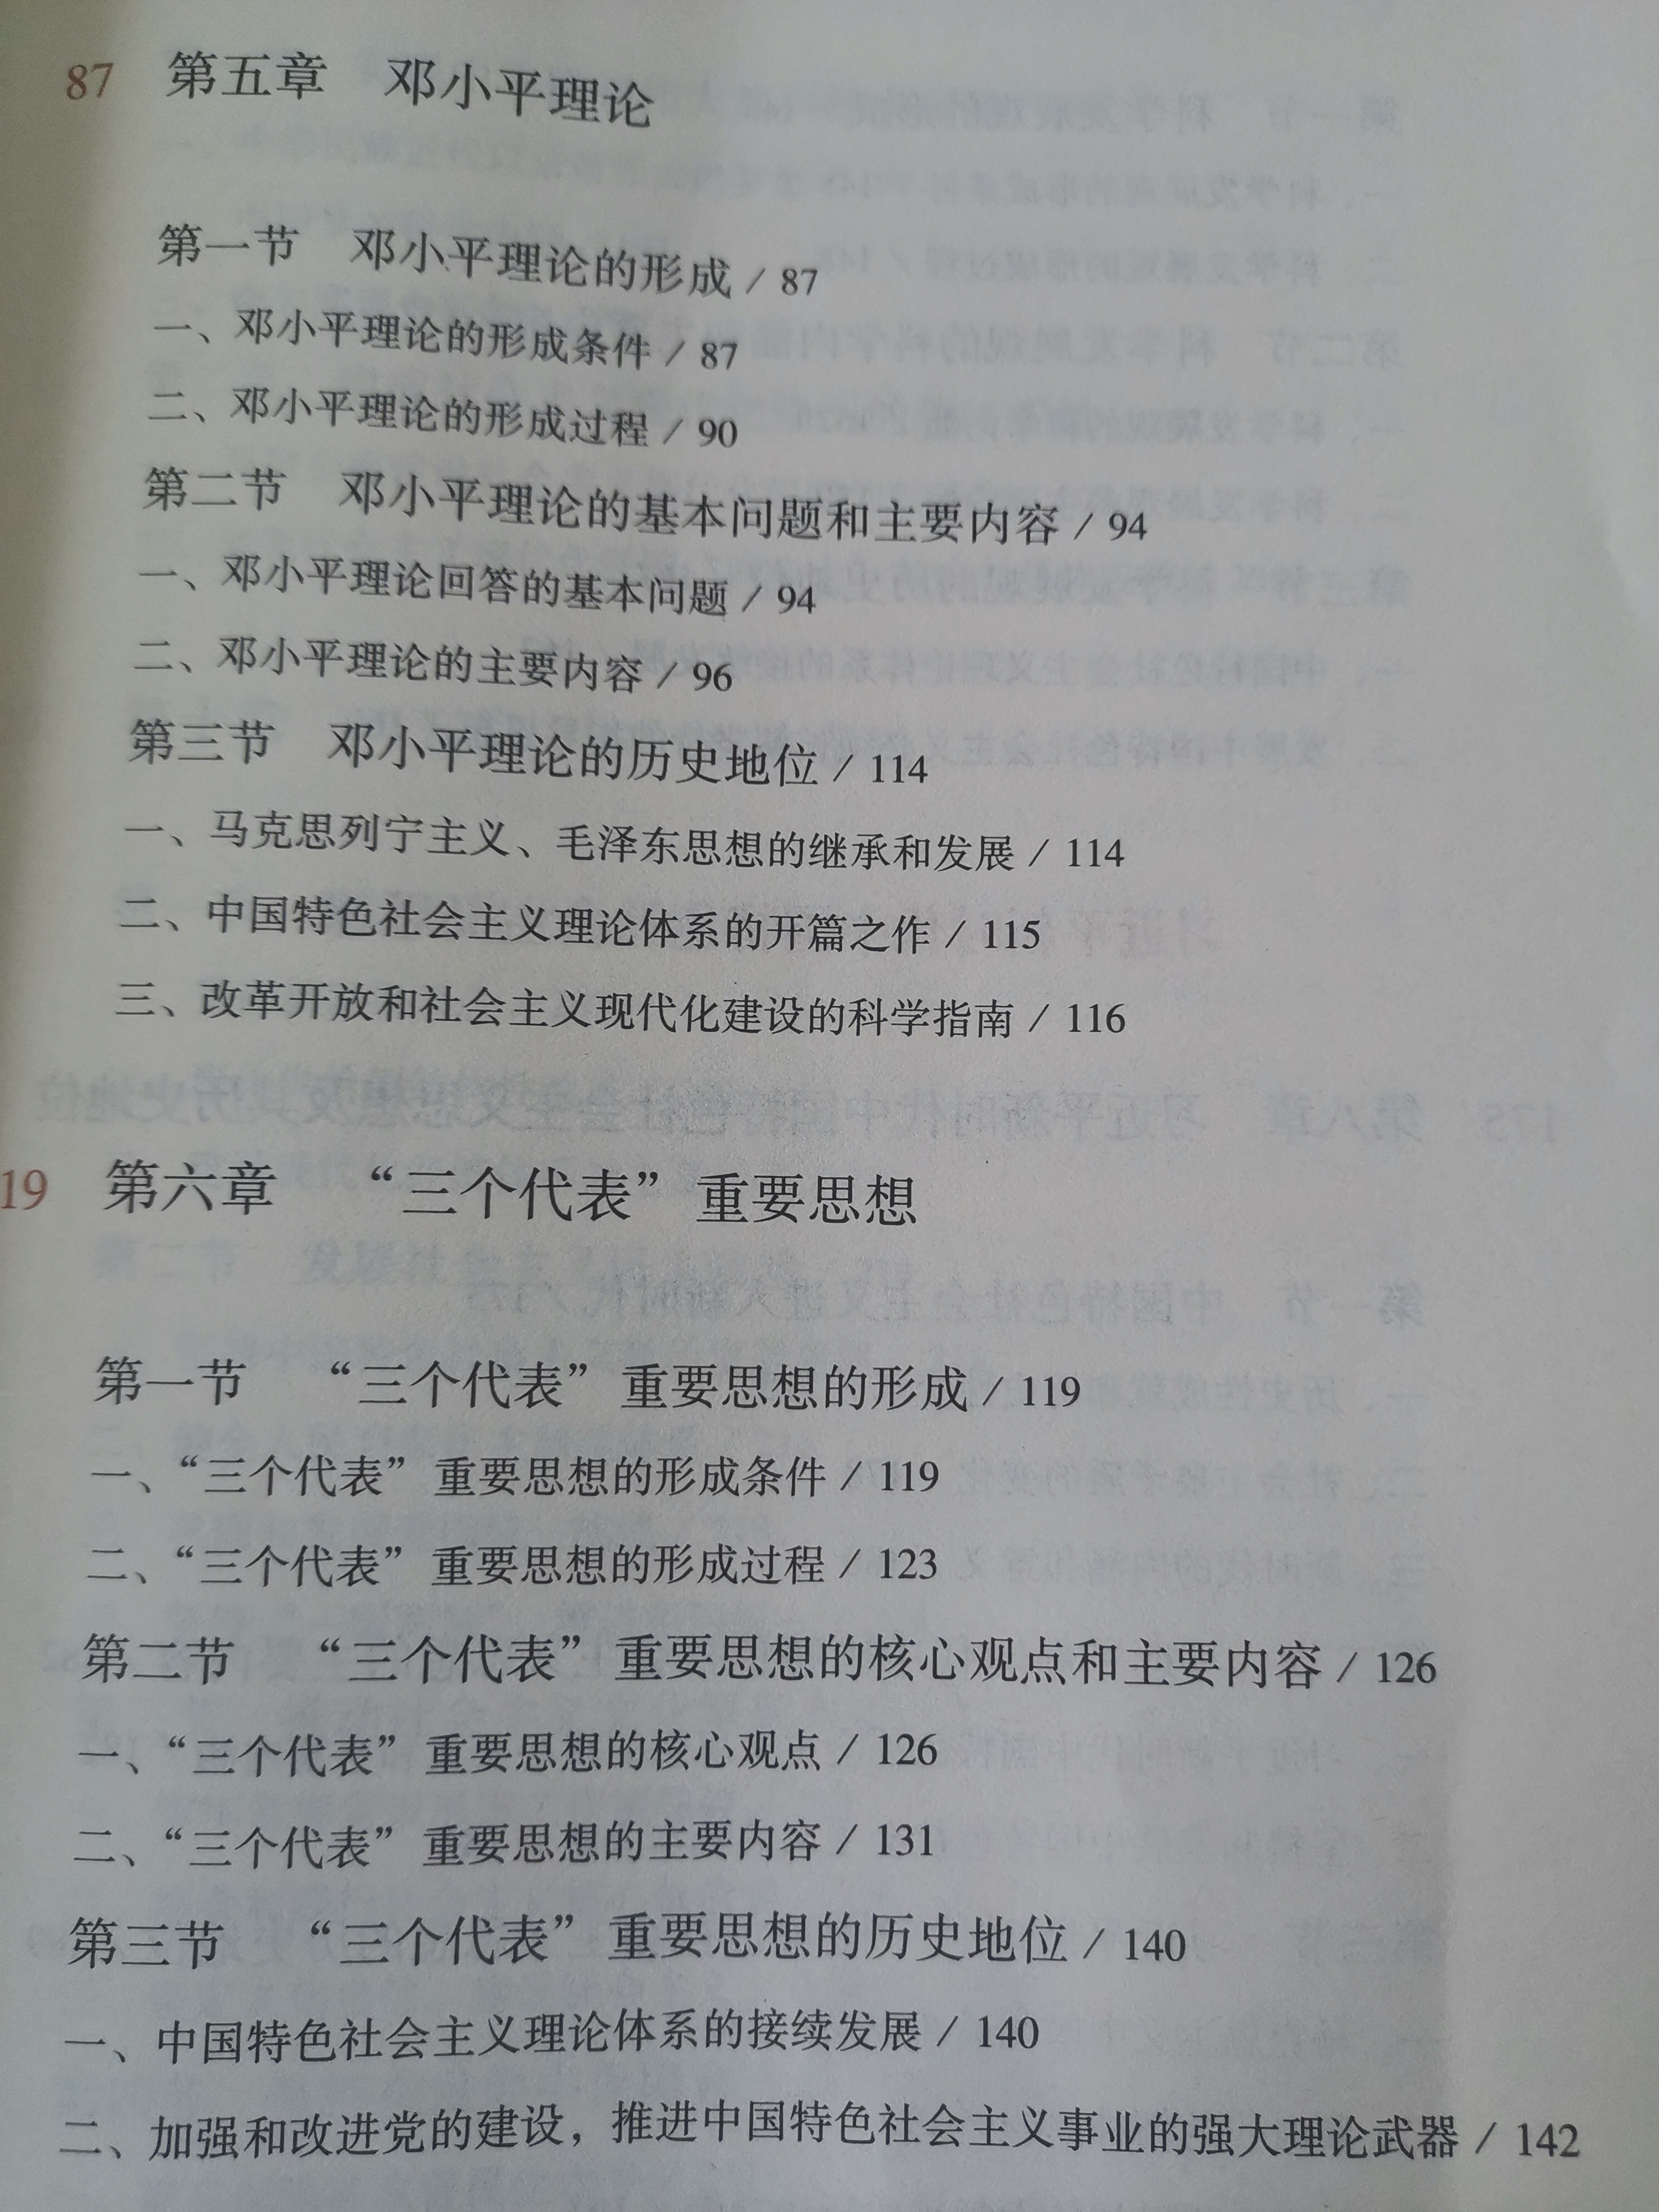 87 第五章 邓小平理论
第一节 邓小平理论的形成 / 87
一、邓小平理论的形成条件 / 87
二、邓小平理论的形成过程 / 90
第二节 邓小平理论的基本问题和主要内容 / 94
一、邓小平理论回答的基本问题 / 94
二、邓小平理论的主要内容 / 96
第三节 邓小平理论的历史地位 / 114
一、马克思列宁主义、毛泽东思想的继承和发展 / 114
二、中国特色社会主义理论体系的开篇之作 / 115
三、改革开放和社会主义现代化建设的科学指南 / 116
19 第六章 “三个代表”重要思想
第一节 “三个代表”重要思想的形成 / 119
一、“三个代表”重要思想的形成条件 / 119
二、“三个代表”重要思想的形成过程 / 123
第二节 “三个代表”重要思想的核心观点和主要内容 / 126
一、“三个代表”重要思想的核心观点 / 126
二、“三个代表”重要思想的主要内容 / 131
第三节 “三个代表”重要思想的历史地位 / 140
一、中国特色社会主义理论体系的接续发展 / 140
二、加强和改进党的建设，推进中国特色社会主义事业的强大理论武器 / 142